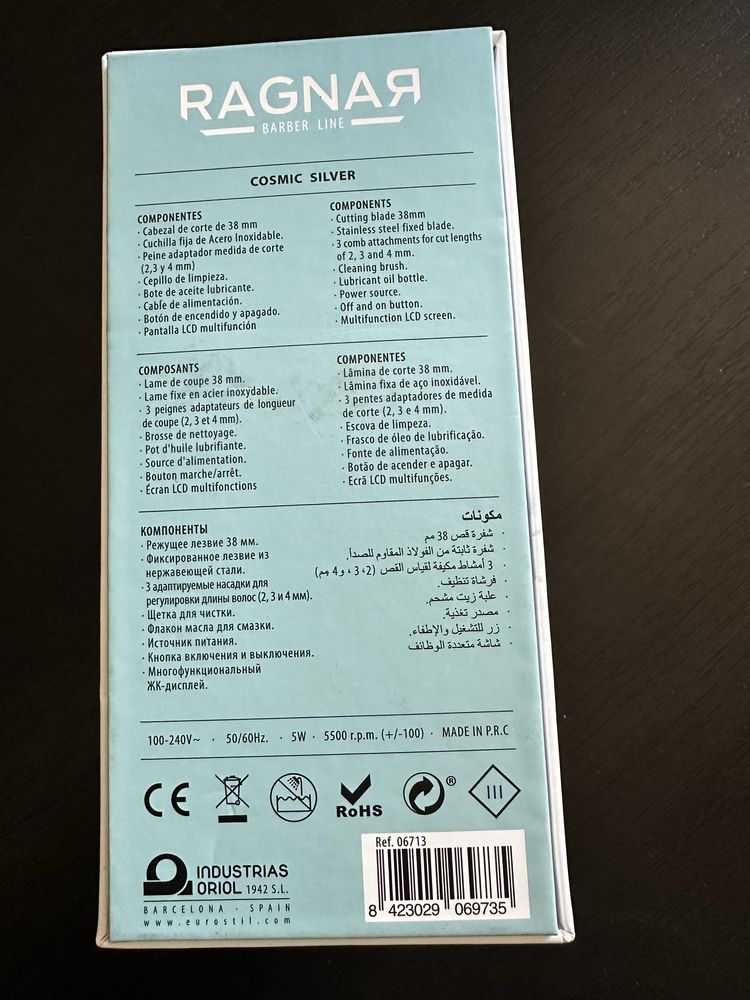 RAGNAЯ
BARBER LINE
COSMIC SILVER
COMPONENTES
· Cabezal de corte de 38 mm
· Cuchilla fija de Acero Inoxidable.
· Peine adaptador medida de corte
(2,3 y 4 mm)
· Cepillo de limpieza.
· Bote de aceite lubricante.
· Cable de alimentación.
· Botón de encendido y apagado.
· Pantalla LCD multifunción
COMPONENTS
· Cutting blade 38mm
· Stainless steel fixed blade.
· 3 comb attachments for cut lengths
of 2, 3 and 4 mm.
· Cleaning brush.
· Lubricant oil bottle.
· Power source.
· Off and on button.
· Multifunction LCD screen.
COMPOSANTS
· Lame de coupe 38 mm.
· Lame fixe en acier inoxydable.
· 3 peignes adaptateurs de longueur
de coupe (2, 3 et 4 mm).
· Brosse de nettoyage.
· Pot d'huile lubrifiante.
· Source d'alimentation.
· Bouton marche/arrêt.
· Écran LCD multifonctions
COMPONENTES
· Lâmina de corte 38 mm.
· Lâmina fixa de aço inoxidável.
· 3 pentes adaptadores de medida
de corte (2, 3 e 4 mm).
· Escova de limpeza.
· Frasco de óleo de lubrificação.
· Fonte de alimentação.
· Botão de acender e apagar.
· Ecrã LCD multifunções.
КОМПОНЕНТЫ
· Режущее лезвие 38 мм.
· Фиксированное лезвие из
нержавеющей стали.
· 3 адаптируемые насадки для
регулировки длины волос (2, 3 и 4 мм).
· Щетка для чистки.
· Флакон масла для смазки.
· Источник питания.
· Кнопка включения и выключения.
· Многофункциональный
ЖК-дисплей.
مكونات
· شفرة قص 38 مم
· شفرة ثابتة من الفولاذ المقاوم للصدأ.
· 3 أمشاط مكيفة لقياس القص (2، 3 ، و4 مم)
· فرشاة تنظيف.
· علبة زيت مشحم.
· مصدر تغذية.
· زر للتشغيل والإطفاء.
· شاشة متعددة الوظائف
100-240V~ · 50/60Hz. · 5W · 5500 r.p.m. (+/-100) · MADE IN P.R.C
CE
RoHS
®
III
INDUSTRIAS
ORIOL 1942 S.L.
BARCELONA · SPAIN
www.eurostil.com
Ref. 06713
8 423029 069735